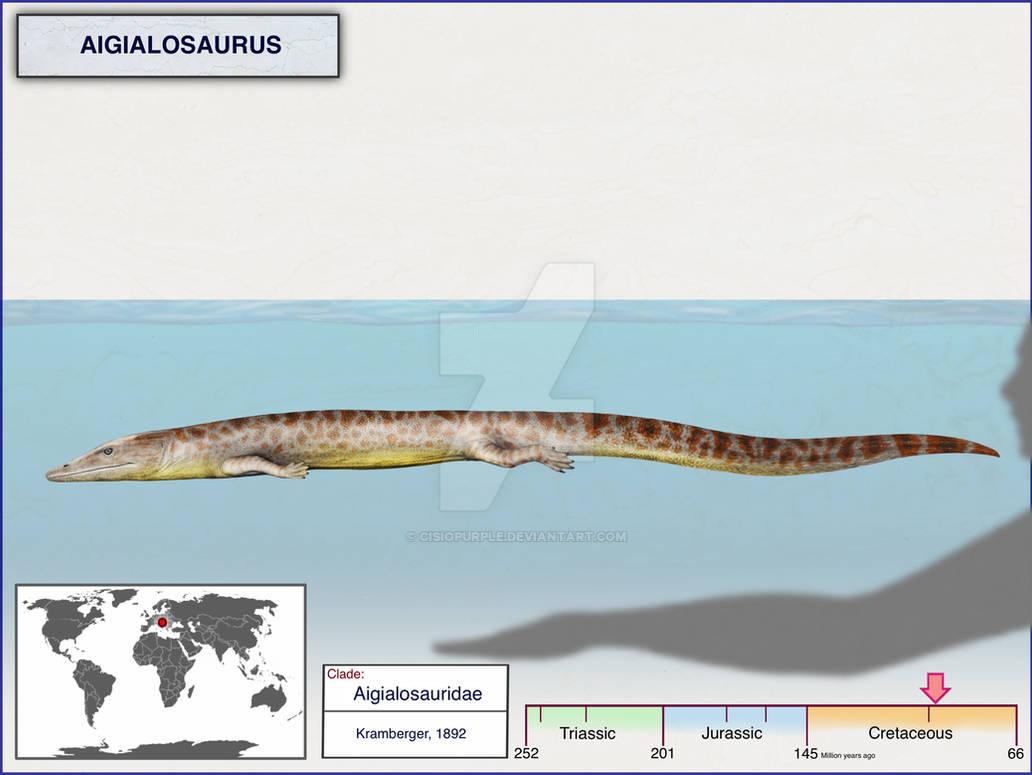 AIGIALOSAURUS
© CISIOPURPLE.DEVIANTART.COM
Clade:
Aigialosauridae
Kramberger, 1892
Triassic
Jurassic
Cretaceous
252
201
145 Million years ago
66